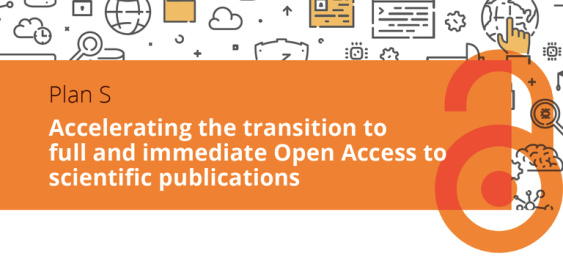 Plan S
Accelerating the transition to
full and immediate Open Access to
scientific publications